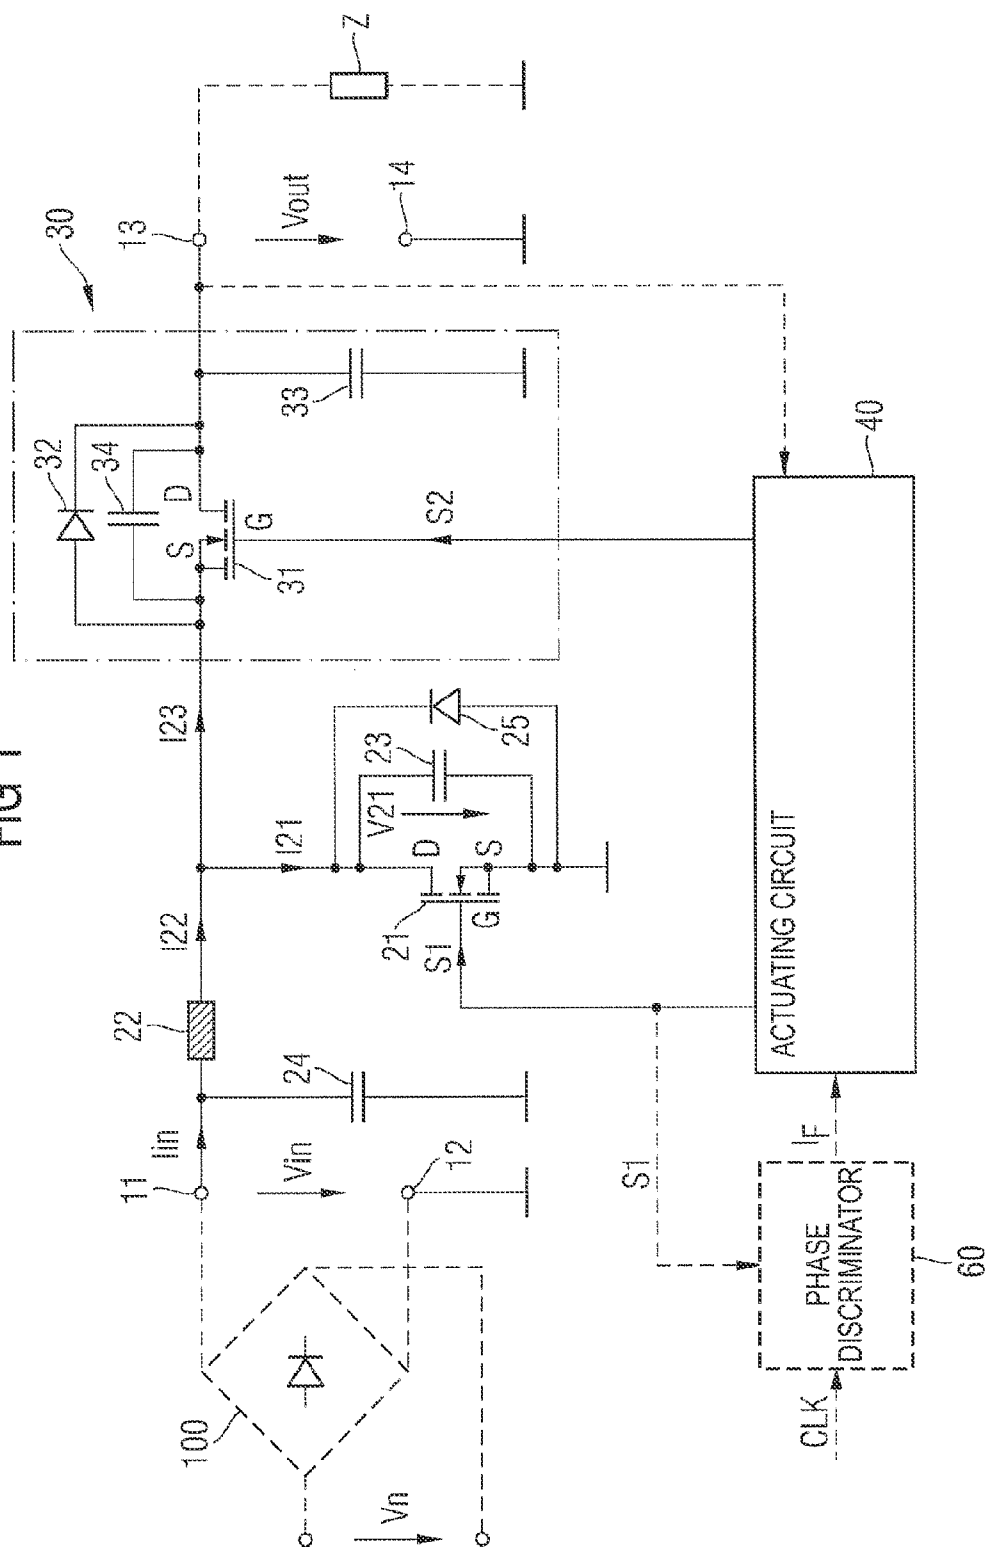 FIG 1
30
32
34
D
S
G
31
33
13
Vout
14
Z
I23
I22
I21
22
11
Iin
Vin
12
24
100
Vn
21
S1
D
G
S
V21
23
25
S2
S1
40
ACTUATING CIRCUIT
IF
PHASE
DISCRIMINATOR
60
CLK